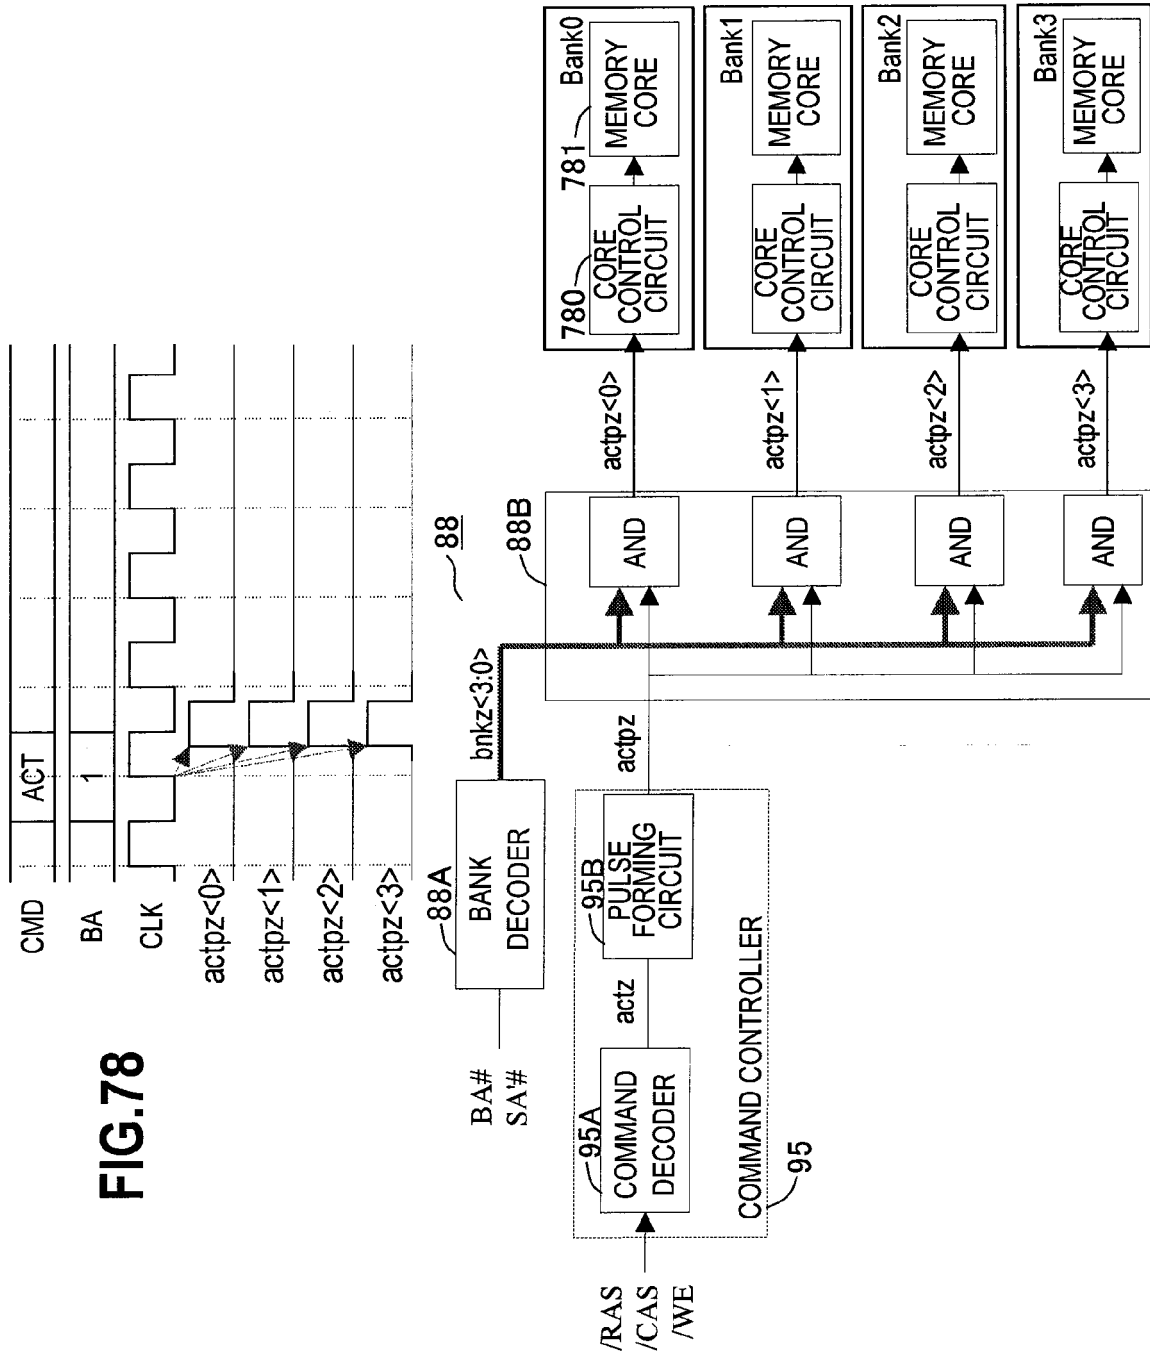 FIG.78
CMD
ACT
BA
1
CLK
actpz<0>
actpz<1>
actpz<2>
actpz<3>
88
BA#
SA'#
88A
BANK
DECODER
bnkz<3:0>
88B
/RAS
/CAS
/WE
95A
COMMAND
DECODER
actz
95B
PULSE
FORMING
CIRCUIT
actpz
COMMAND CONTROLLER
95
AND
actpz<0>
780
CORE
CONTROL
CIRCUIT
781
MEMORY
CORE
Bank0
AND
actpz<1>
CORE
CONTROL
CIRCUIT
MEMORY
CORE
Bank1
AND
actpz<2>
CORE
CONTROL
CIRCUIT
MEMORY
CORE
Bank2
AND
actpz<3>
CORE
CONTROL
CIRCUIT
MEMORY
CORE
Bank3